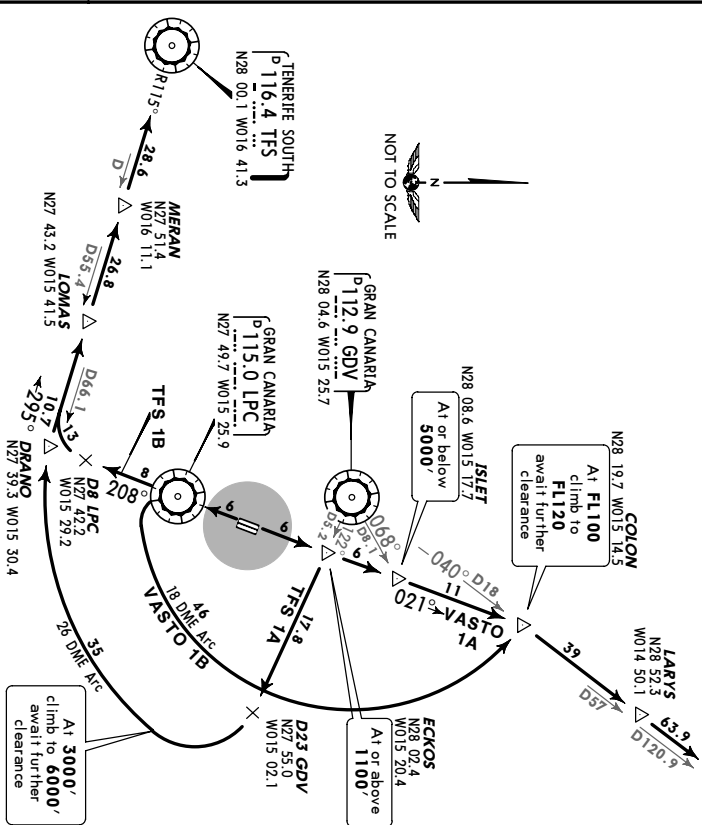 NOT TO SCALE
N
TENERIFE SOUTH
D 116.4 TFS
N28 00.1 W016 41.3
R115°
28.6
D
MERAN
N27 51.4
W016 11.1
26.8
D55.4
LOMAS
N27 43.2 W015 41.5
D66.1
13
10.7
295°
DRANO
N27 39.3 W015 30.4
D8 LPC
N27 42.2
W015 29.2
TFS 1B
8
208°
GRAN CANARIA
D 115.0 LPC
N27 49.7 W015 25.9
GRAN CANARIA
D 112.9 GDV
N28 04.6 W015 25.7
6
6
D5.2
122°
D8.1
068°
6
ISLET
N28 08.6 W015 17.7
At or below
5000'
040°
D18
11
021°
VASTO
1A
COLON
N28 19.7 W015 14.5
At FL100
climb to
FL120
await further
clearance
39
D57
LARYS
N28 52.3
W014 50.1
63.9
D120.9
ECKOS
N28 02.4
W015 20.4
At or above
1100'
17.8
TFS 1A
D23 GDV
N27 55.0
W015 02.1
46
18 DME Arc
VASTO 1B
35
26 DME Arc
At 3000'
climb to 6000'
await further
clearance